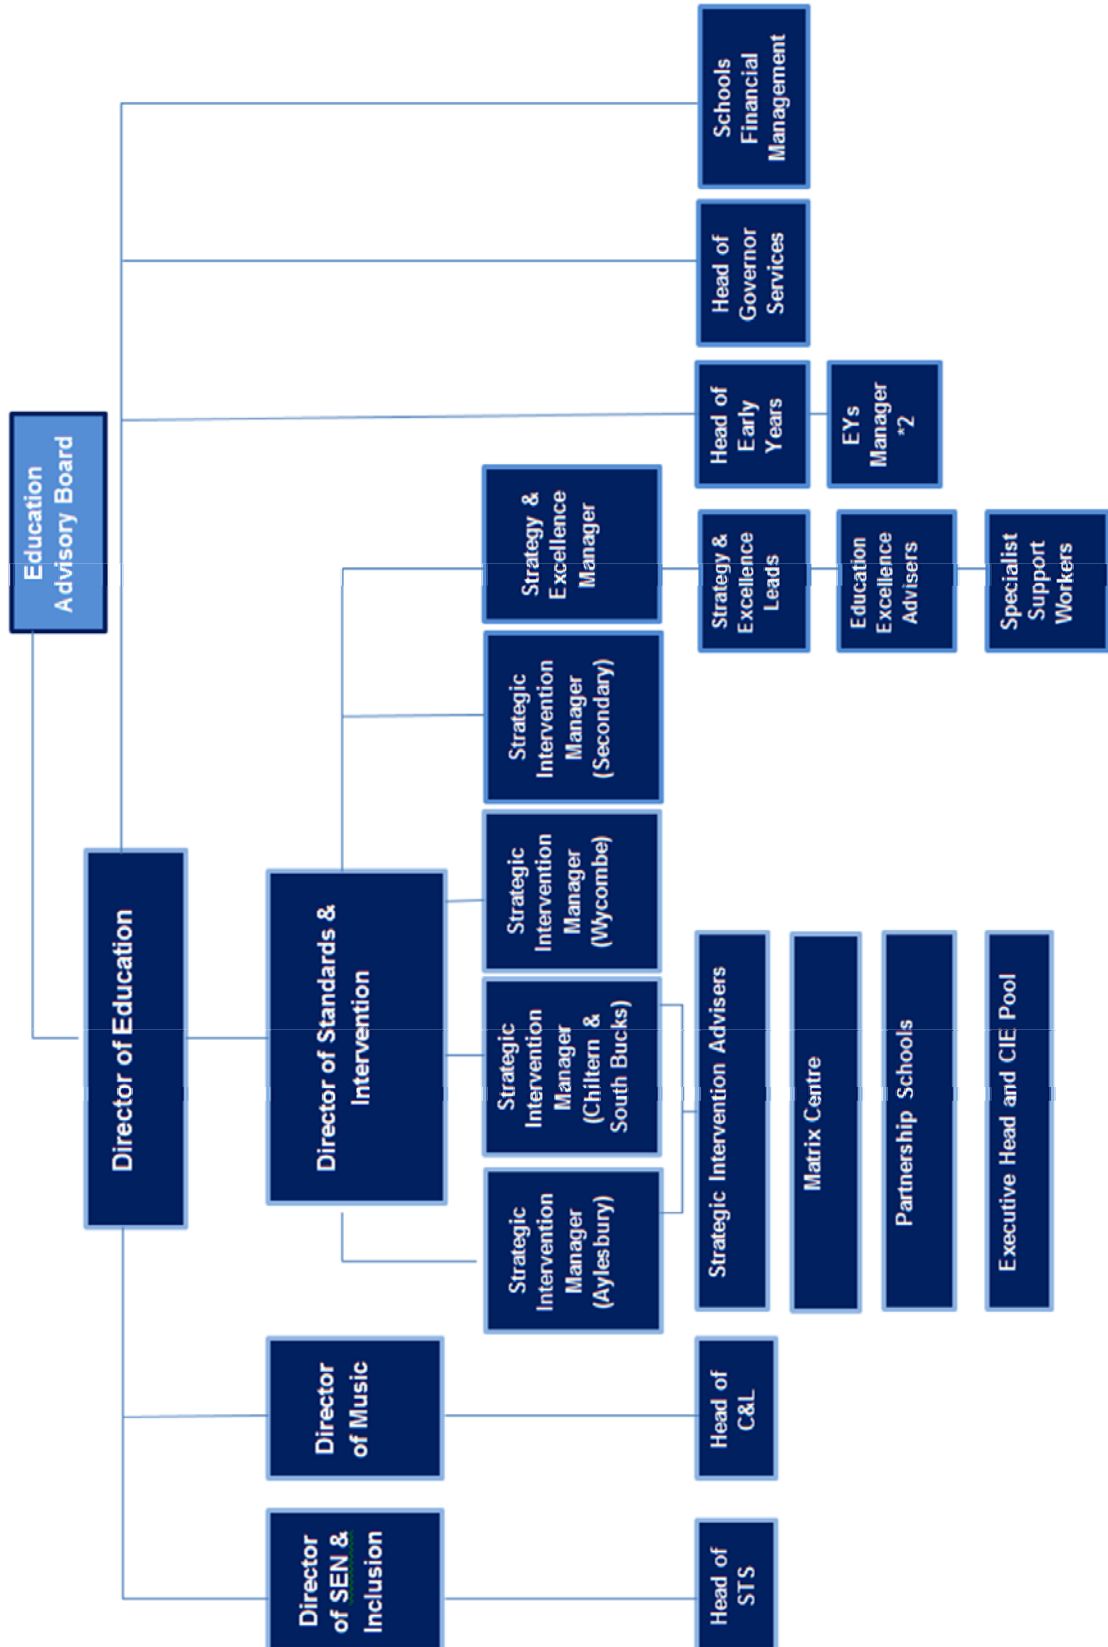 Education
Advisory Board
Director of Education
Director
of SEN &
Inclusion
Director
of Music
Director of Standards &
Intervention
Strategic
Intervention
Manager
(Aylesbury)
Strategic
Intervention
Manager
(Chiltern &
South Bucks)
Strategic
Intervention
Manager
(Wycombe)
Strategic
Intervention
Manager
(Secondary)
Strategy &
Excellence
Manager
Head of
STS
Head of
C&L
Strategic Intervention Advisers
Matrix Centre
Partnership Schools
Executive Head and CIE Pool
Strategy &
Excellence
Leads
Education
Excellence
Advisers
Specialist
Support
Workers
Head of
Early
Years
EYs
Manager
*2
Head of
Governor
Services
Schools
Financial
Management